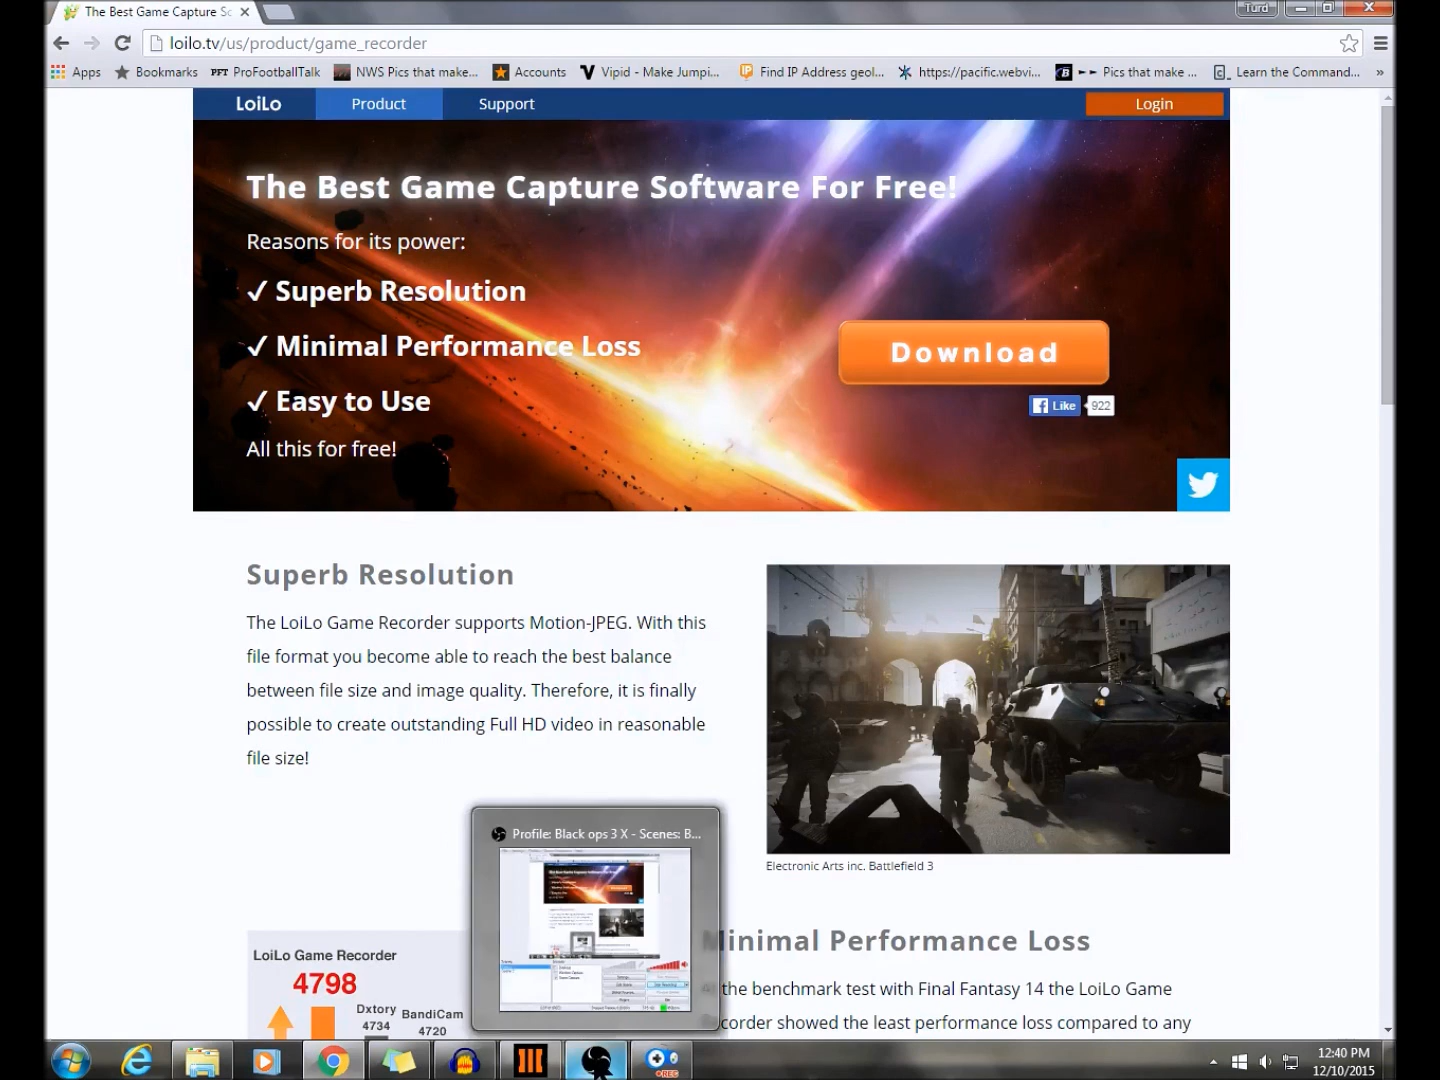 The Best Game Capture Sc
Turd
loilo.tv/us/product/game_recorder
Apps
Bookmarks
PFT ProFootballTalk
NWS Pics that make...
Accounts
Vipid - Make Jumpi...
IP Find IP Address geol...
https://pacific.webvi...
Pics that make ...
Learn the Command...
»
LoiLo
Product
Support
Login
The Best Game Capture Software For Free!
Reasons for its power:
✓ Superb Resolution
✓ Minimal Performance Loss
✓ Easy to Use
All this for free!
Download
Like
922
Superb Resolution
The LoiLo Game Recorder supports Motion-JPEG. With this
file format you become able to reach the best balance
between file size and image quality. Therefore, it is finally
possible to create outstanding Full HD video in reasonable
file size!
Electronic Arts inc. Battlefield 3
Profile: Black ops 3 X - Scenes: B...
LoiLo Game Recorder
4798
Dxtory
4734
BandiCam
4720
Minimal Performance Loss
the benchmark test with Final Fantasy 14 the LoiLo Game
corder showed the least performance loss compared to any
REC
12:40 PM
12/10/2015